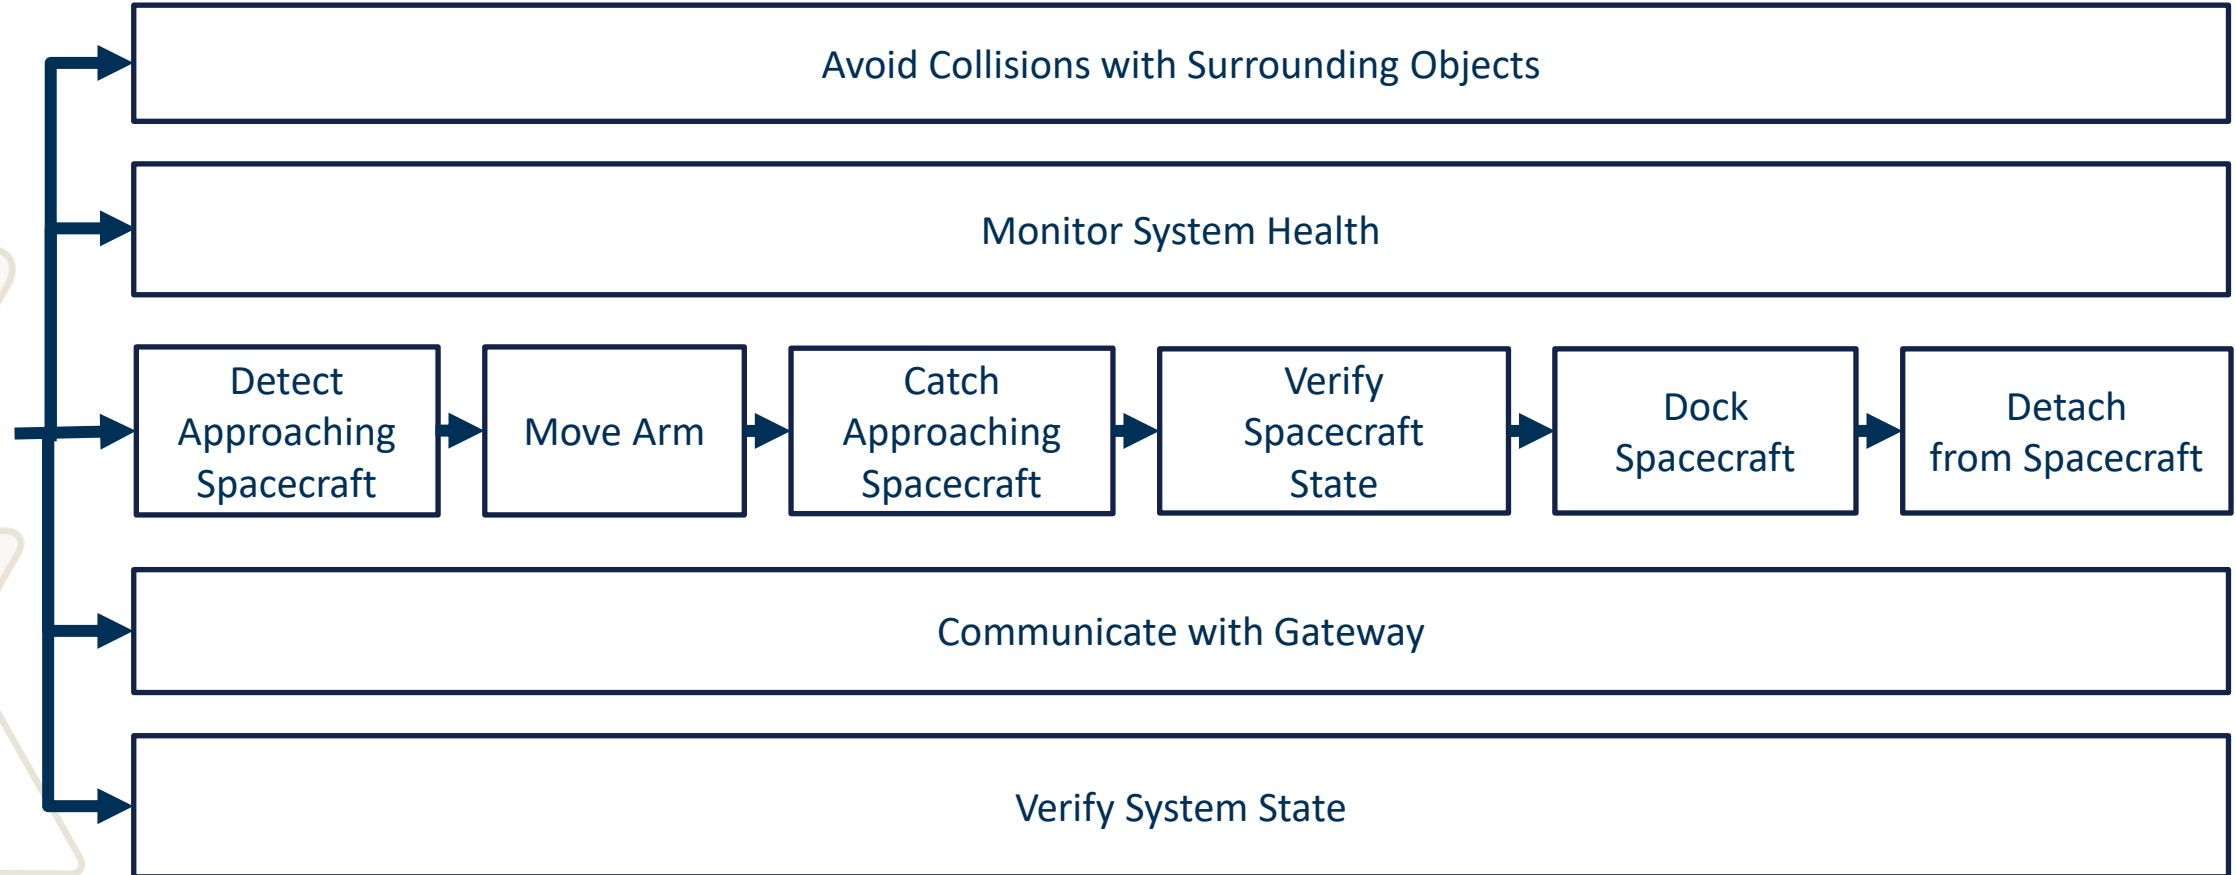 Avoid Collisions with Surrounding Objects
Monitor System Health
Detect
Approaching
Spacecraft
Move Arm
Catch
Approaching
Spacecraft
Verify
Spacecraft
State
Dock
Spacecraft
Detach
from Spacecraft
Communicate with Gateway
Verify System State